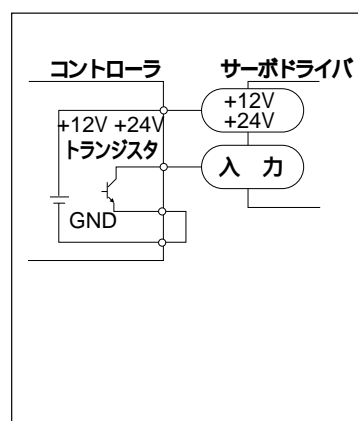 コントローラ
サーボドライバ
+12V
+24V
+12V +24V
トランジスタ
入 力
GND